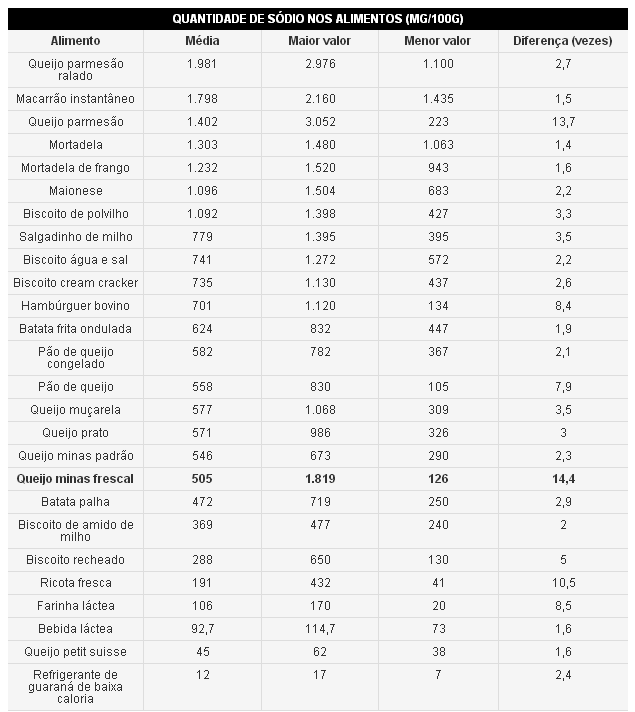 QUANTIDADE DE SÓDIO NOS ALIMENTOS (MG/100G)
Alimento Média Maior valor Menor valor Diferença (vezes)
Queijo parmesão ralado 1.981 2.976 1.100 2,7
Macarrão instantâneo 1.798 2.160 1.435 1,5
Queijo parmesão 1.402 3.052 223 13,7
Mortadela 1.303 1.480 1.063 1,4
Mortadela de frango 1.232 1.520 943 1,6
Maionese 1.096 1.504 683 2,2
Biscoito de polvilho 1.092 1.398 427 3,3
Salgadinho de milho 779 1.395 395 3,5
Biscoito água e sal 741 1.272 572 2,2
Biscoito cream cracker 735 1.130 437 2,6
Hambúrguer bovino 701 1.120 134 8,4
Batata frita ondulada 624 832 447 1,9
Pão de queijo congelado 582 782 367 2,1
Pão de queijo 558 830 105 7,9
Queijo muçarela 577 1.068 309 3,5
Queijo prato 571 986 326 3
Queijo minas padrão 546 673 290 2,3
Queijo minas frescal 505 1.819 126 14,4
Batata palha 472 719 250 2,9
Biscoito de amido de milho 369 477 240 2
Biscoito recheado 288 650 130 5
Ricota fresca 191 432 41 10,5
Farinha láctea 106 170 20 8,5
Bebida láctea 92,7 114,7 73 1,6
Queijo petit suisse 45 62 38 1,6
Refrigerante de guaraná de baixa caloria 12 17 7 2,4